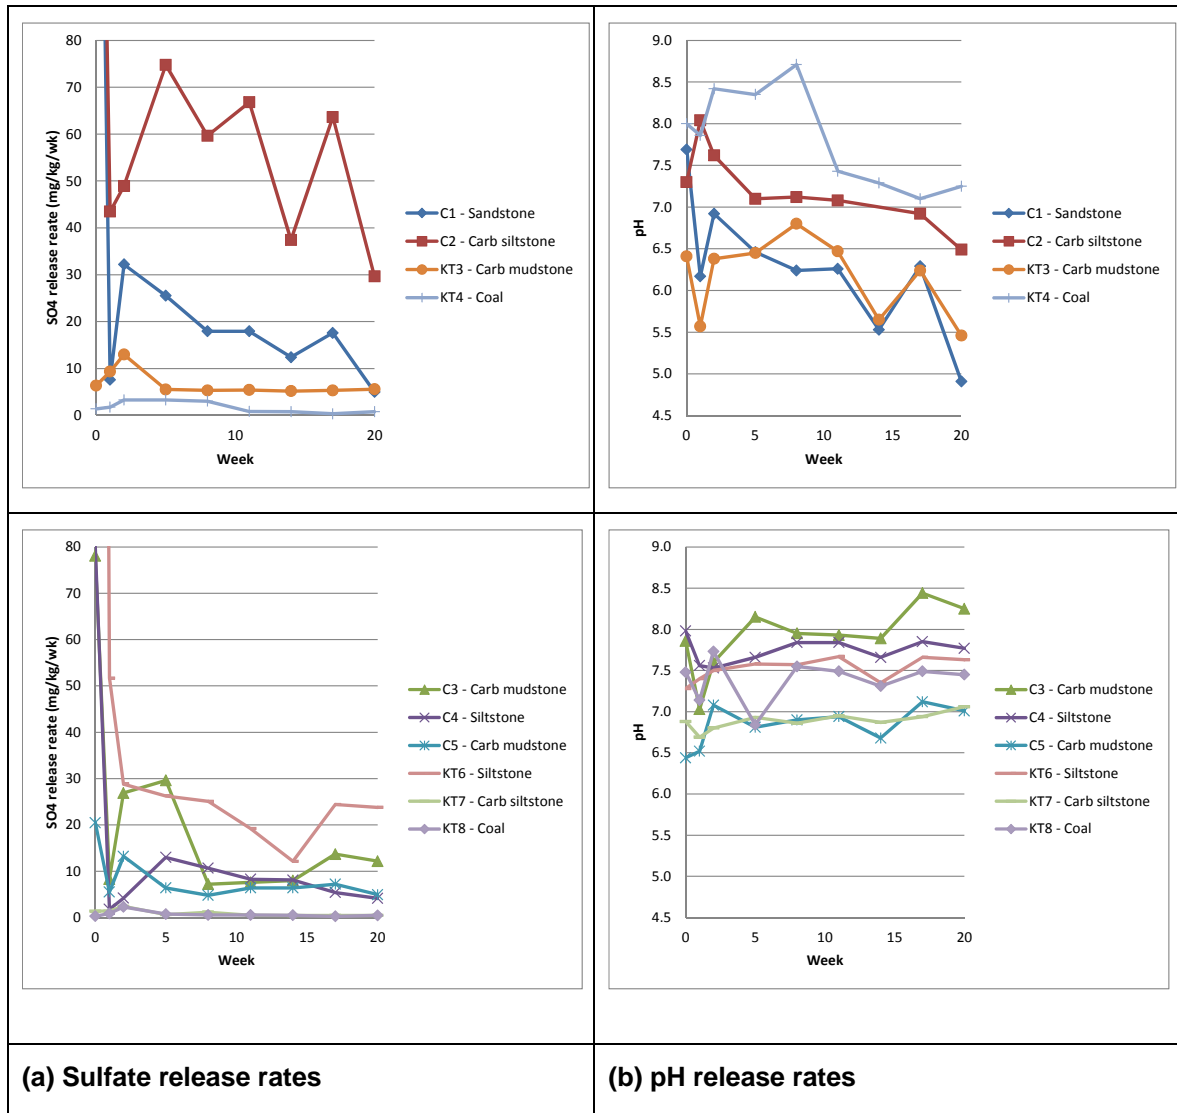 80
70
60
50
40
30
20
10
0
0
10
20
SO4 release reate (mg/kg/wk)
Week
C1 - Sandstone
C2 - Carb siltstone
KT3 - Carb mudstone
KT4 - Coal
9.0
8.5
8.0
7.5
7.0
6.5
6.0
5.5
5.0
4.5
0
5
10
15
20
pH
Week
C1 - Sandstone
C2 - Carb siltstone
KT3 - Carb mudstone
KT4 - Coal
80
70
60
50
40
30
20
10
0
0
5
10
15
20
SO4 release reate (mg/kg/wk)
Week
C3 - Carb mudstone
C4 - Siltstone
C5 - Carb mudstone
KT6 - Siltstone
KT7 - Carb siltstone
KT8 - Coal
9.0
8.5
8.0
7.5
7.0
6.5
6.0
5.5
5.0
4.5
0
5
10
15
20
pH
Week
C3 - Carb mudstone
C4 - Siltstone
C5 - Carb mudstone
KT6 - Siltstone
KT7 - Carb siltstone
KT8 - Coal
(a) Sulfate release rates
(b) pH release rates